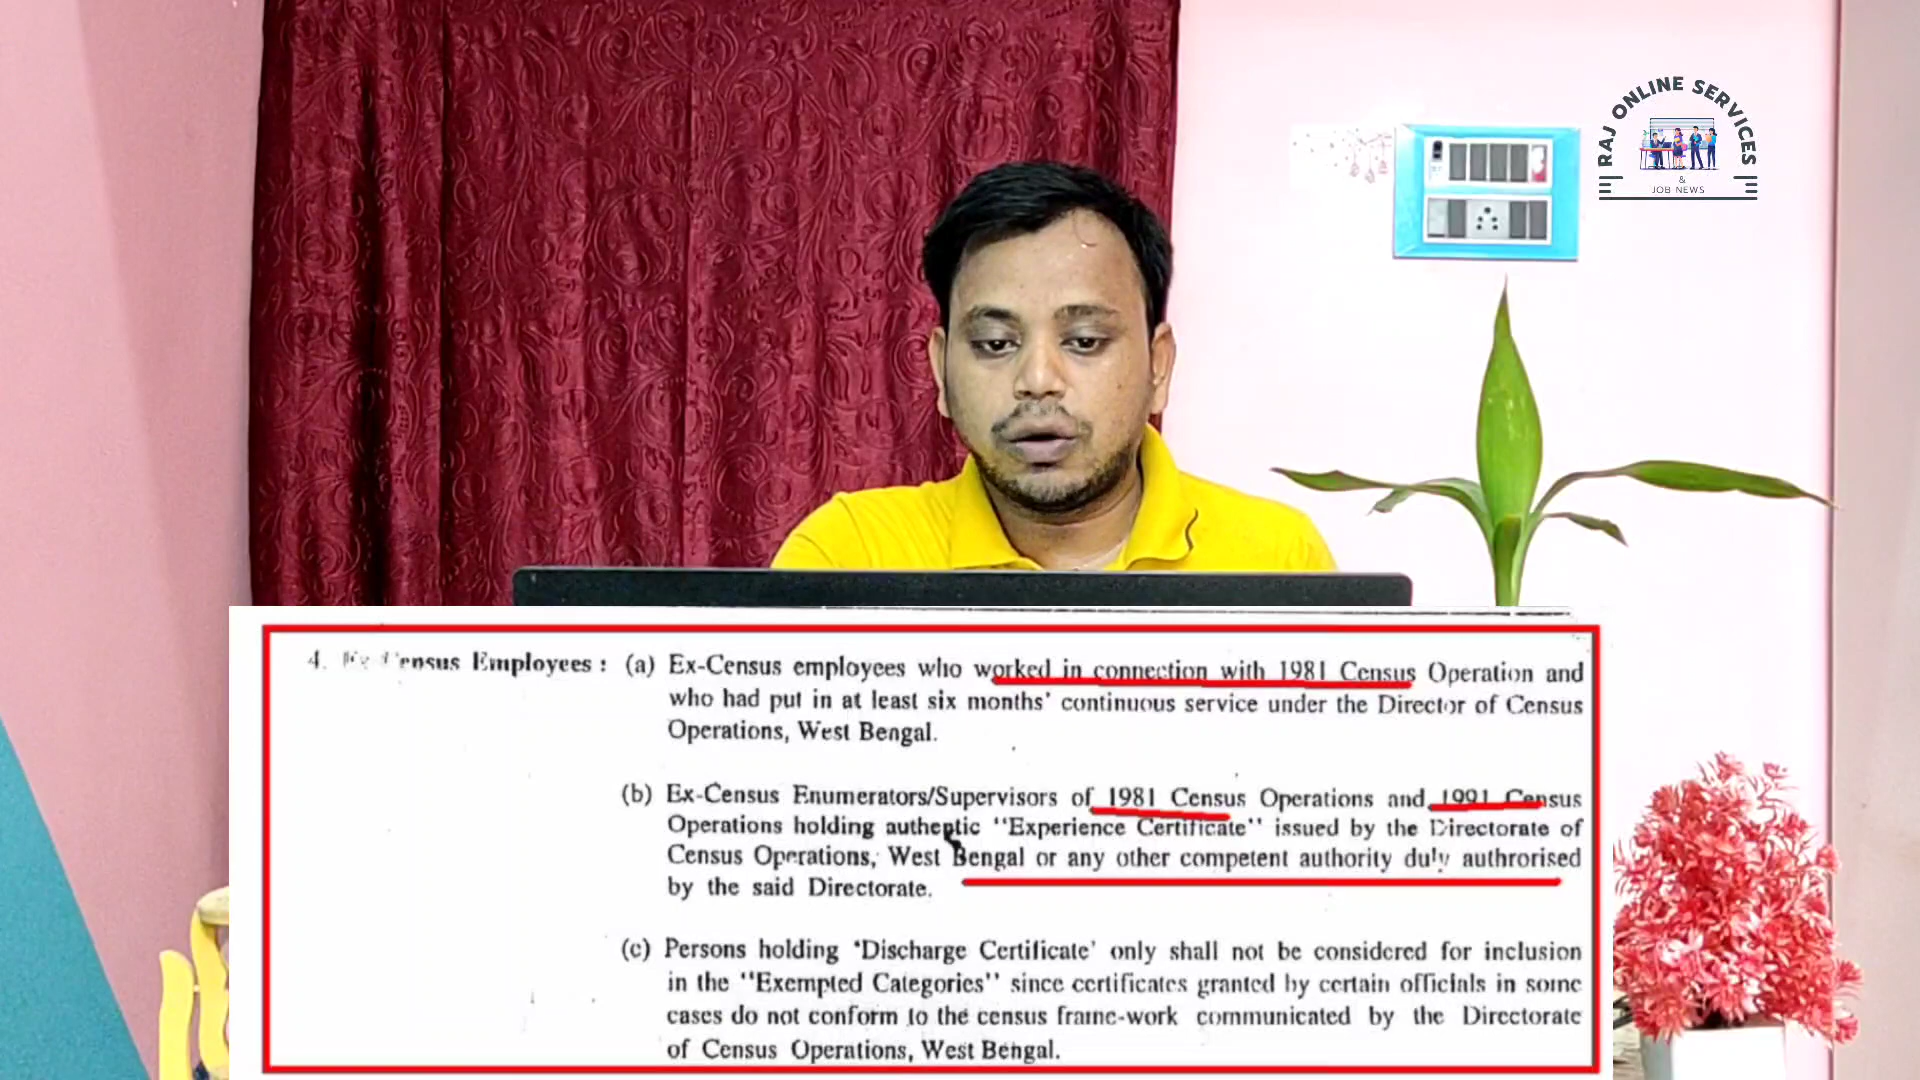 RAJ ONLINE SERVICES
&
JOB NEWS
4. Census Employees : (a) Ex-Census employees who worked in connection with 1981 Census Operation and
who had put in at least six months' continuous service under the Director of Census
Operations, West Bengal.
(b) Ex-Census Enumerators/Supervisors of 1981 Census Operations and 1991 Census
Operations holding authentic "Experience Certificate" issued by the Directorate of
Census Operations, West Bengal or any other competent authority duly authrorised
by the said Directorate.
(c) Persons holding 'Discharge Certificate' only shall not be considered for inclusion
in the "Exempted Categories" since certificates granted by certain officials in some
cases do not conform to the census frame-work communicated by the Directorate
of Census Operations, West Bengal.